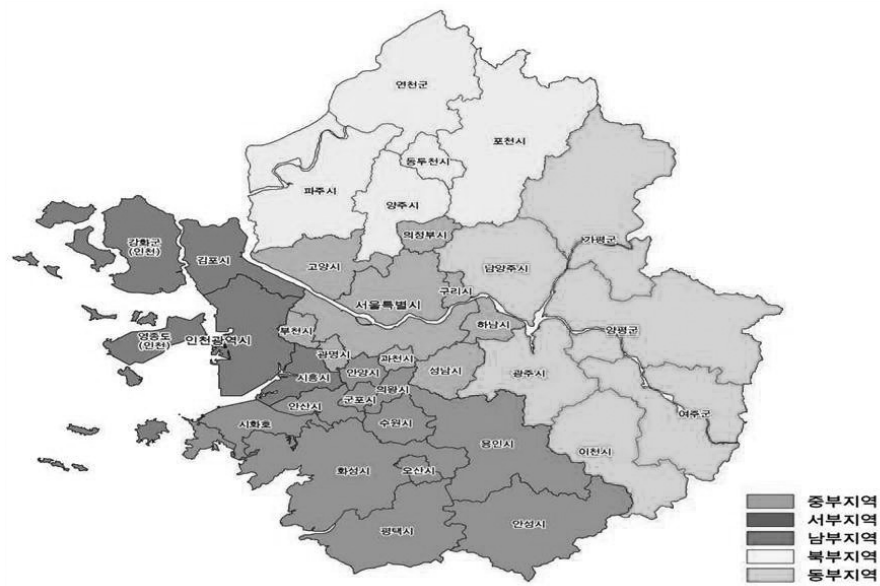 연천군
포천시
동두천시
파주시
양주시
의정부시
강화군
(인천)
김포시
고양시
남양주시
가평군
서울특별시
구리시
하남시
양평군
영종도
(인천)
인천광역시
부천시
광명시
과천시
시흥시
안양시
성남시
광주시
의왕시
안산시
군포시
여주군
시화호
수원시
용인시
이천시
화성시
오산시
평택시
안성시
중부지역
서부지역
남부지역
북부지역
동부지역